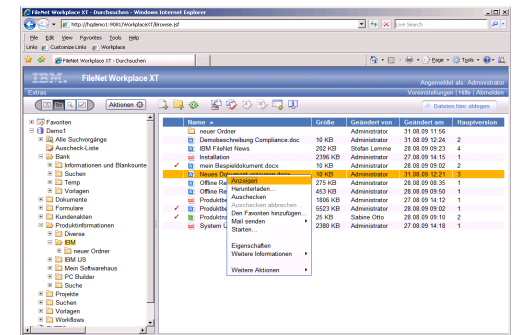 FileNet Workplace XT - Durchsuchen - Windows Internet Explorer
http://hqdemo1:9081/WorkplaceXT/Browse.jsf
Live Search
File Edit View Favorites Tools Help
Links Customize Links Workplace
FileNet Workplace XT - Durchsuchen
Page Tools
IBM. FileNet Workplace XT
Angemeldet als: Administrator
Extras
Voreinstellungen | Hilfe | Abmelden
Aktionen
Dateien hier ablegen
Favoriten
Demo1
Alle Suchvorgänge
Auscheck-Liste
Bank
Informationen und Blankounte
Suchen
Temp
Vorlagen
Dokumente
Formulare
Kundenakten
Produktinformationen
Diverse
IBM
neuer Ordner
IBM US
Mein Softwarehaus
PC Builder
Suche
Projekte
Suchen
Vorlagen
Workflows
Name Größe Geändert von Geändert am Hauptversion
neuer Ordner Administrator 31.08.09 11:56
Demobeschreibung Compliance.doc 10 KB Administrator 31.08.09 12:24 2
IBM FileNet News 202 KB Stefan Lemme 28.08.09 23:23 4
Installation 2396 KB Administrator 27.08.09 14:15 1
mein Bespieldokument.docx 10 KB Administrator 28.08.09 09:02 2
Neues Dokument erzeugen.docx 10 KB Administrator 31.08.09 12:21 3
Offline Re 275 KB Administrator 28.08.09 08:35 1
Offline Re 453 KB Administrator 28.08.09 09:50 1
Produktbe 1806 KB Administrator 27.08.09 14:12 1
Produktbe 5523 KB Administrator 28.08.09 09:02 1
Produktno 25 KB Sabine Otto 28.08.09 09:10 2
System U 2380 KB Administrator 27.08.09 14:18 1
Anzeigen
Herunterladen...
Auschecken
Auschecken abbrechen...
Den Favoriten hinzufügen...
Mail senden
Starten...
Eigenschaften
Weitere Informationen
Weitere Aktionen